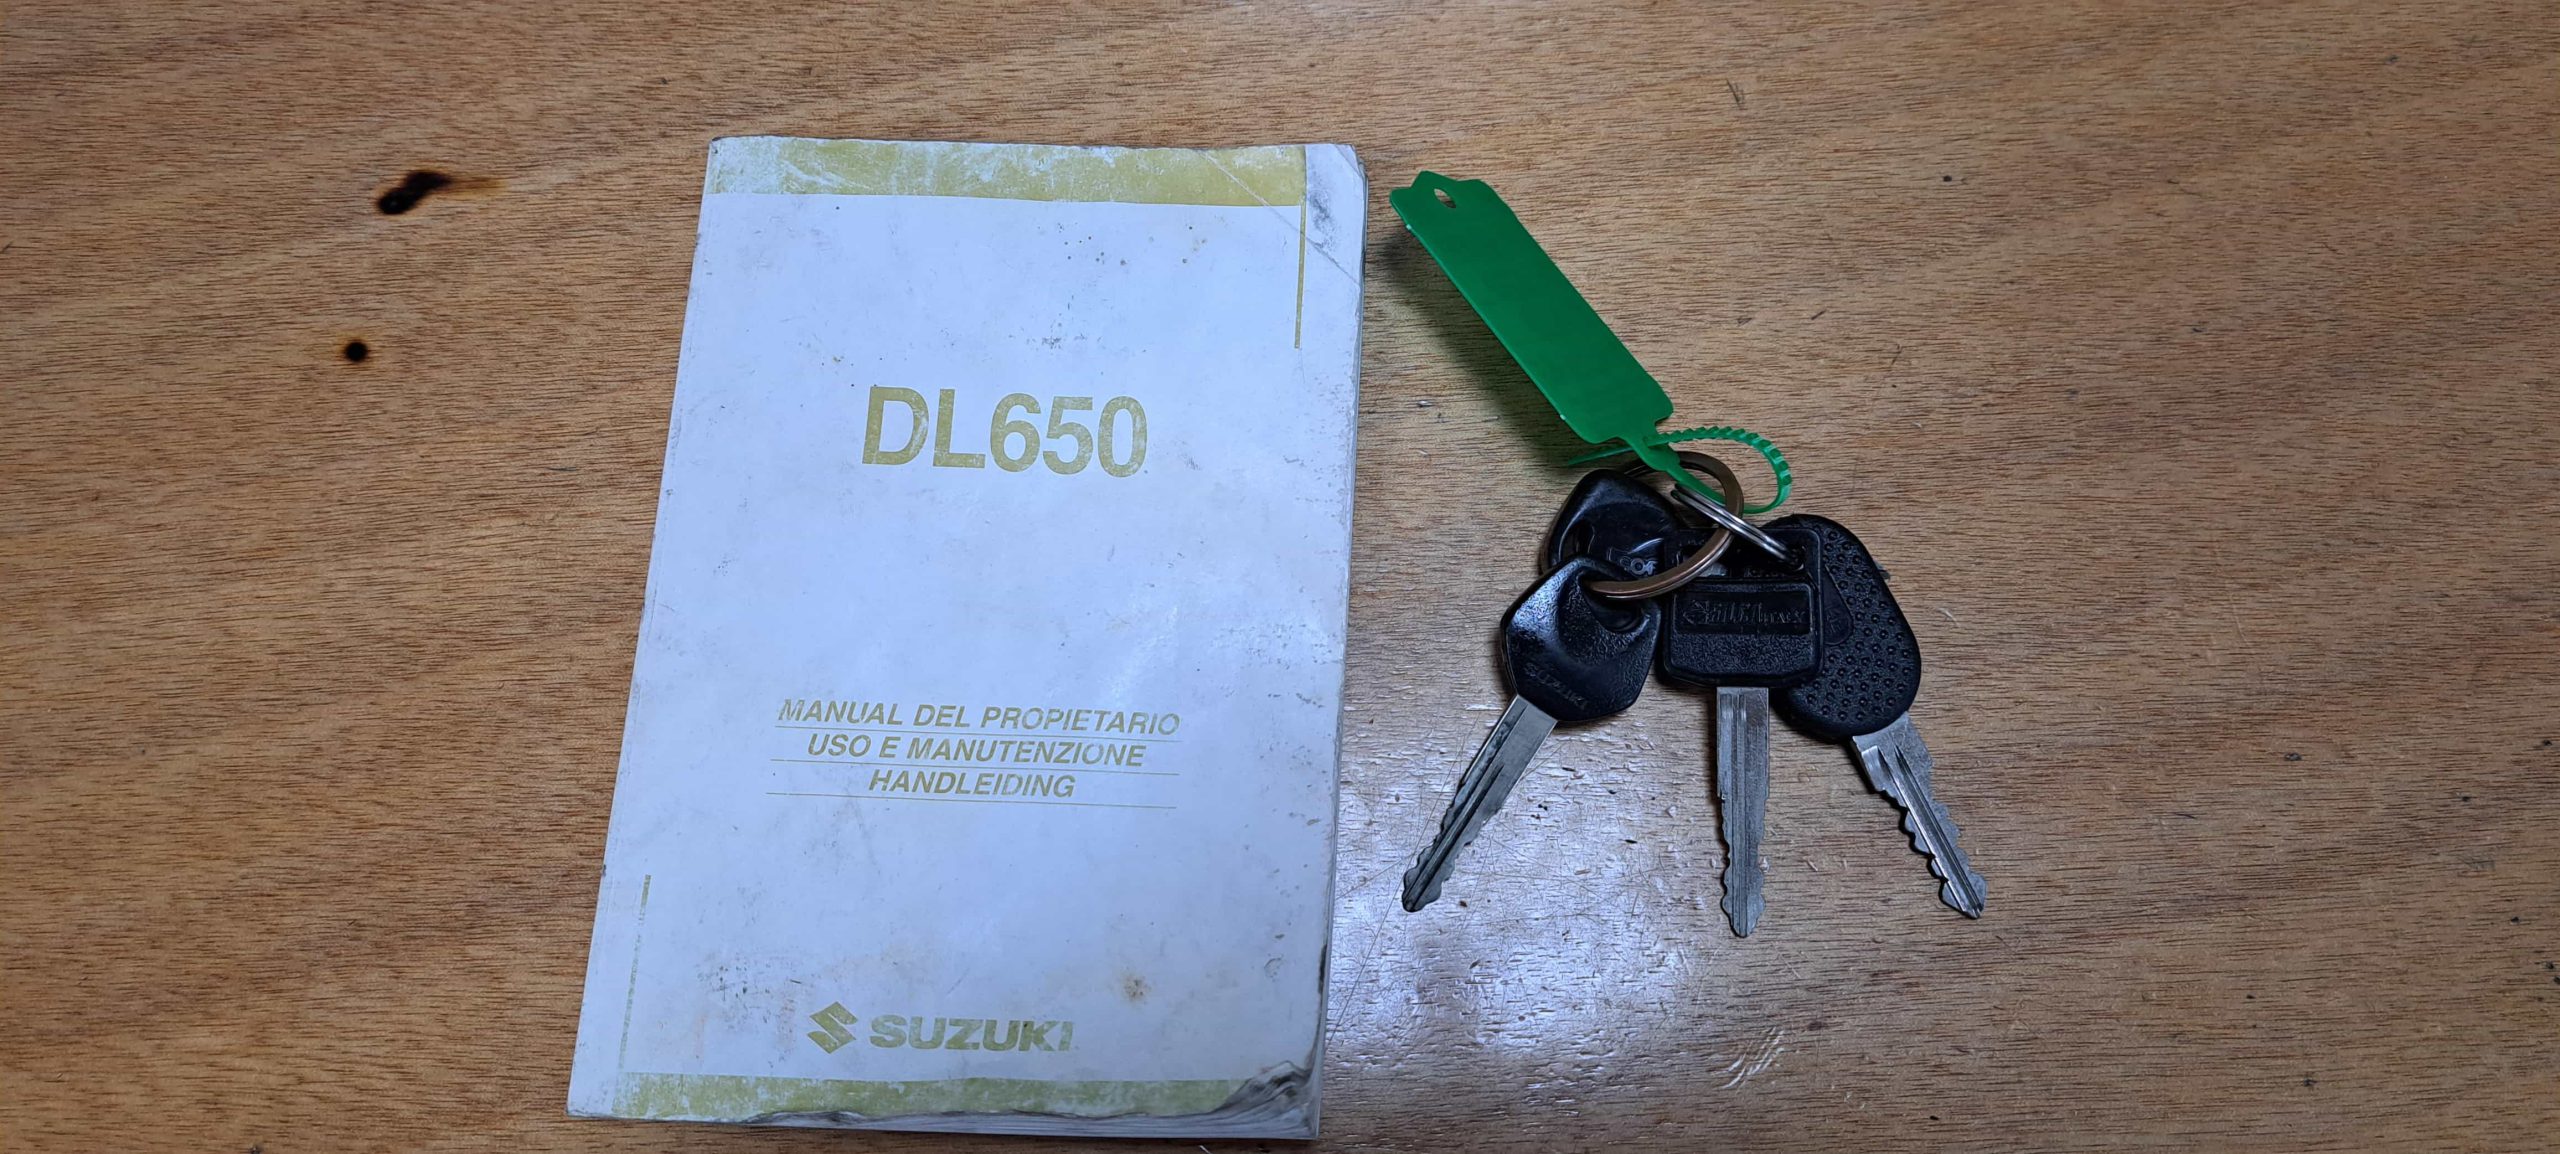 DL650
MANUAL DEL PROPIETARIO
USO E MANUTENZIONE
HANDLEIDING
SUZUKI
SUZUKI